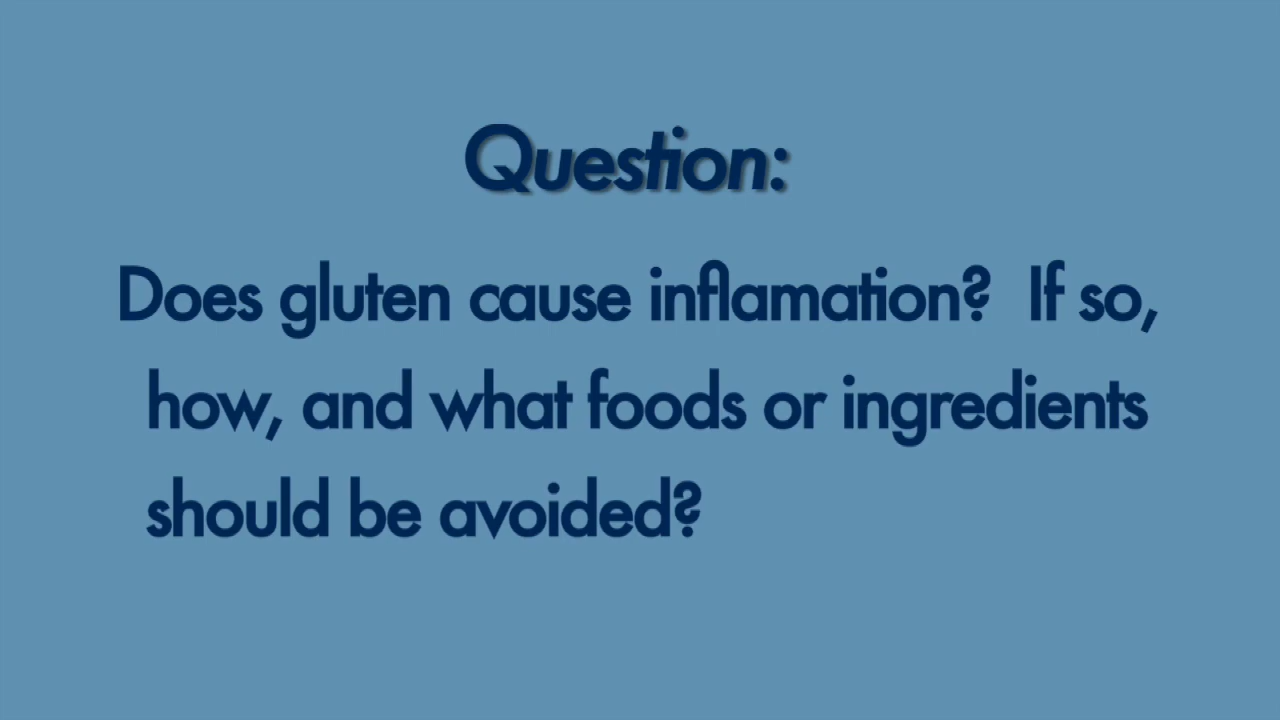 Question:
Does gluten cause inflamation? If so,
how, and what foods or ingredients
should be avoided?